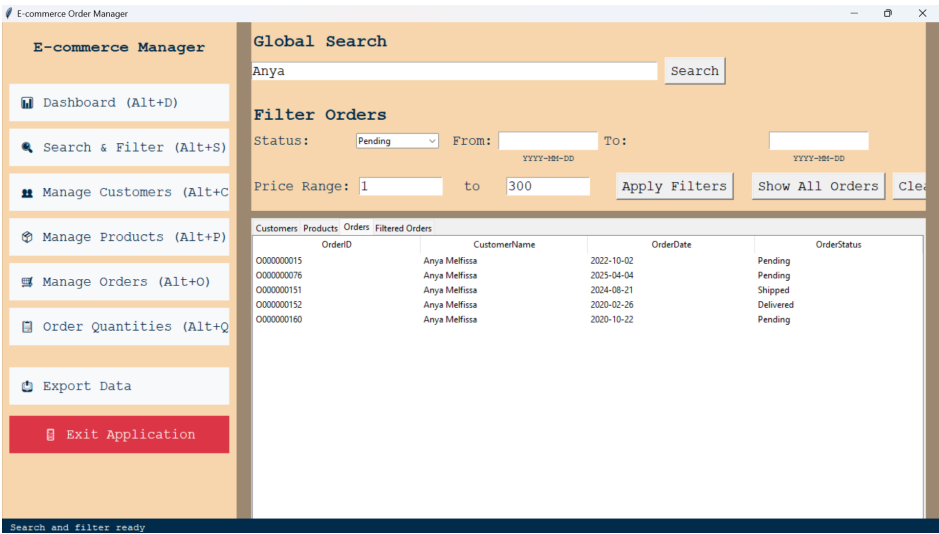 E-commerce Order Manager
E-commerce Manager
Dashboard (Alt+D)
Search & Filter (Alt+S)
Manage Customers (Alt+C
Manage Products (Alt+P)
Manage Orders (Alt+O)
Order Quantities (Alt+Q
Export Data
Exit Application
Global Search
Anya Search
Filter Orders
Status: Pending From: To:
YYYY-MM-DD YYYY-MM-DD
Price Range: 1 to 300 Apply Filters Show All Orders Clea
Customers Products Orders Filtered Orders
OrderID CustomerName OrderDate OrderStatus
O000000015 Anya Melfissa 2022-10-02 Pending
O000000076 Anya Melfissa 2025-04-04 Pending
O000000151 Anya Melfissa 2024-08-21 Shipped
O000000152 Anya Melfissa 2020-02-26 Delivered
O000000160 Anya Melfissa 2020-10-22 Pending
Search and filter ready